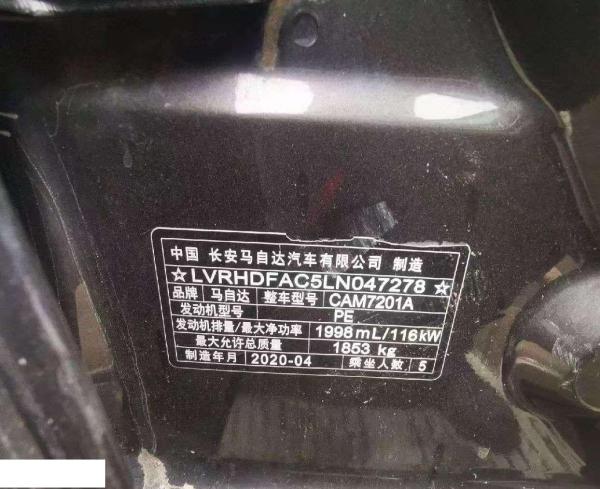 中国 长安马自达汽车有限公司 制造
☆LVRHDFAC5LN047278☆
品牌 马自达 整车型号 CAM7201A
发动机型号 PE
发动机排量/最大净功率 1998mL/116kW
最大允许总质量 1853 kg
制造年月 2020-04 乘坐人数 5